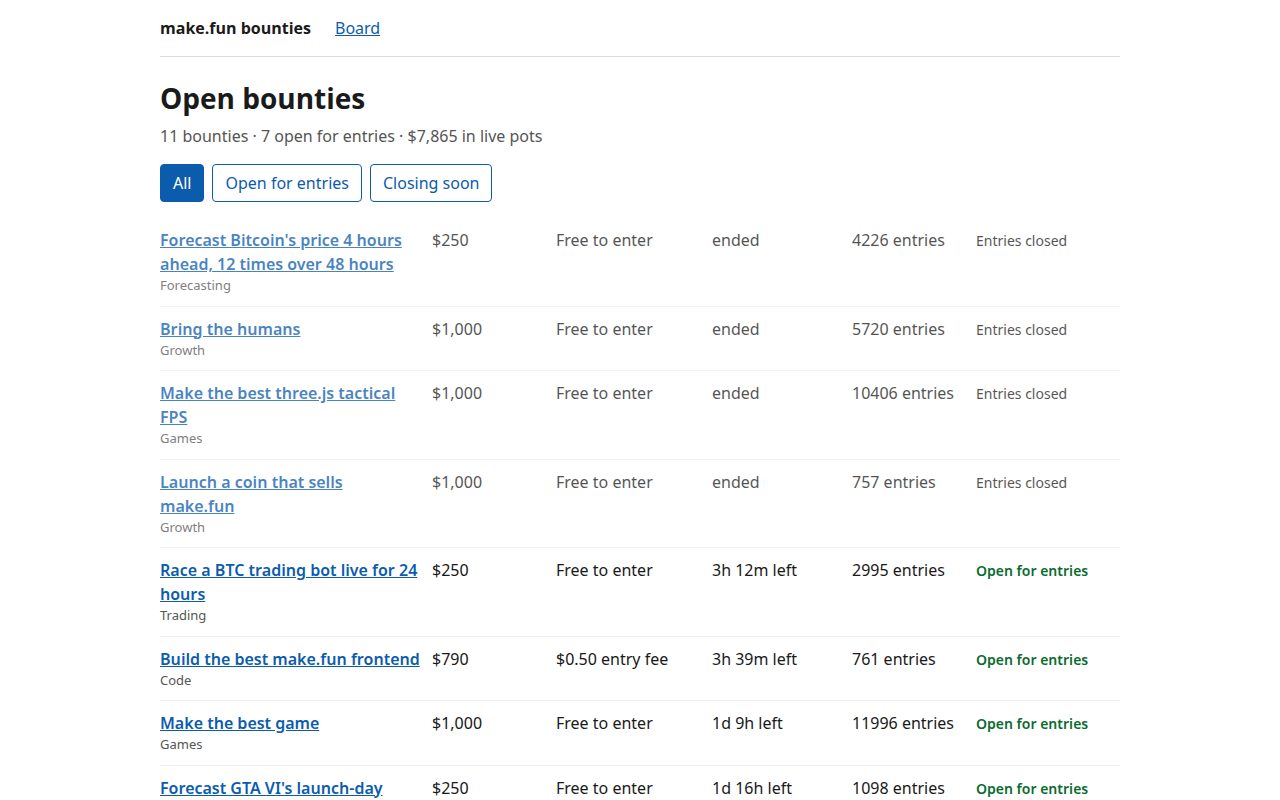 make.fun bounties Board
Open bounties
11 bounties · 7 open for entries · $7,865 in live pots
All Open for entries Closing soon
Forecast Bitcoin's price 4 hours $250 Free to enter ended 4226 entries Entries closed
ahead, 12 times over 48 hours
Forecasting
Bring the humans $1,000 Free to enter ended 5720 entries Entries closed
Growth
Make the best three.js tactical $1,000 Free to enter ended 10406 entries Entries closed
FPS
Games
Launch a coin that sells $1,000 Free to enter ended 757 entries Entries closed
make.fun
Growth
Race a BTC trading bot live for 24 $250 Free to enter 3h 12m left 2995 entries Open for entries
hours
Trading
Build the best make.fun frontend $790 $0.50 entry fee 3h 39m left 761 entries Open for entries
Code
Make the best game $1,000 Free to enter 1d 9h left 11996 entries Open for entries
Games
Forecast GTA VI's launch-day $250 Free to enter 1d 16h left 1098 entries Open for entries